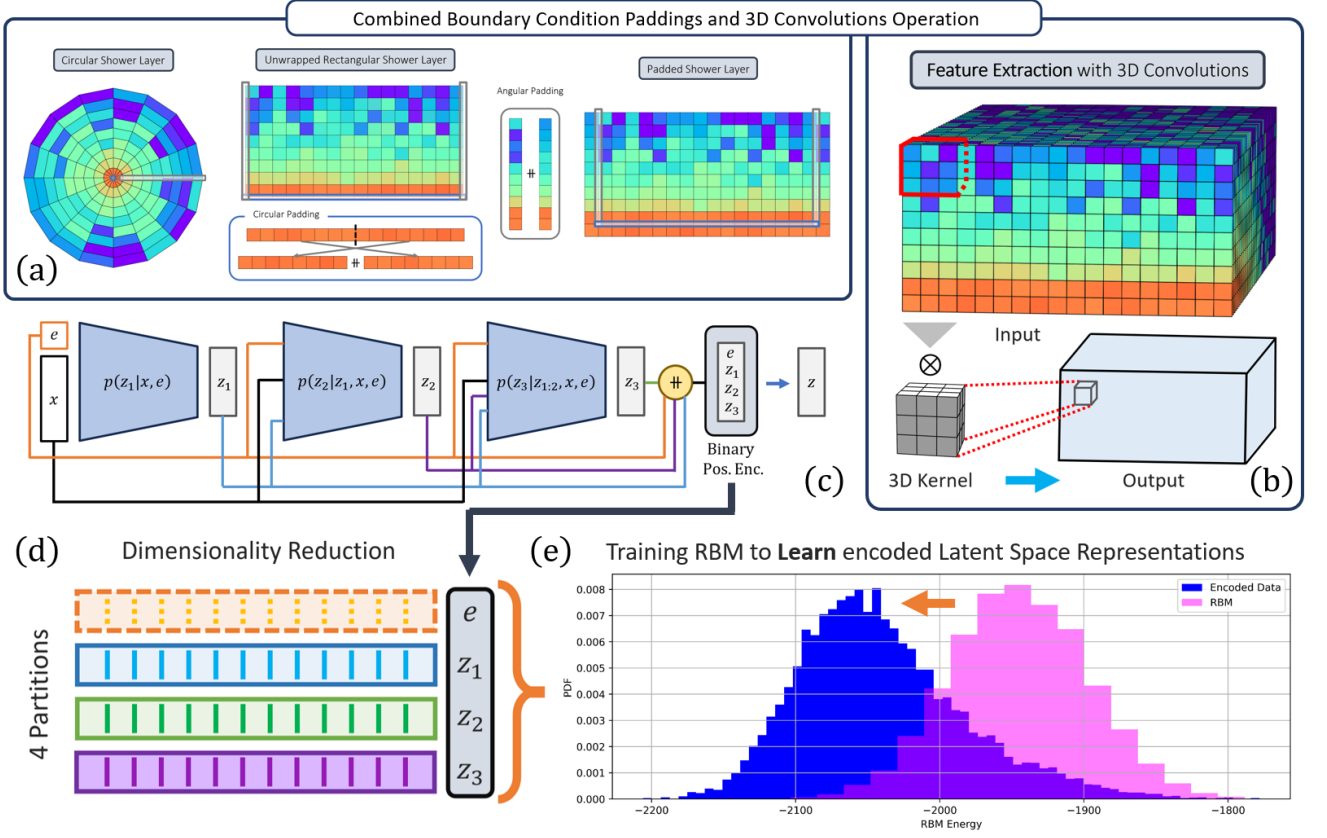 Combined Boundary Condition Paddings and 3D Convolutions Operation
Circular Shower Layer
Unwrapped Rectangular Shower Layer
Angular Padding
Padded Shower Layer
⧺
Circular Padding
⧺
(a)
Feature Extraction with 3D Convolutions
Input
⊗
3D Kernel
Output
(b)
e
x
p(z₁|x, e)
z₁
p(z₂|z₁, x, e)
z₂
p(z₃|z₁:₂, x, e)
z₃
⧺
e
z₁
z₂
z₃
Binary
Pos. Enc.
z
(c)
(d)
Dimensionality Reduction
4 Partitions
e
z₁
z₂
z₃
(e)
Training RBM to Learn encoded Latent Space Representations
Encoded Data
RBM
PDF
0.008
0.007
0.006
0.005
0.004
0.003
0.002
0.001
0.000
−2200
−2100
−2000
−1900
−1800
RBM Energy